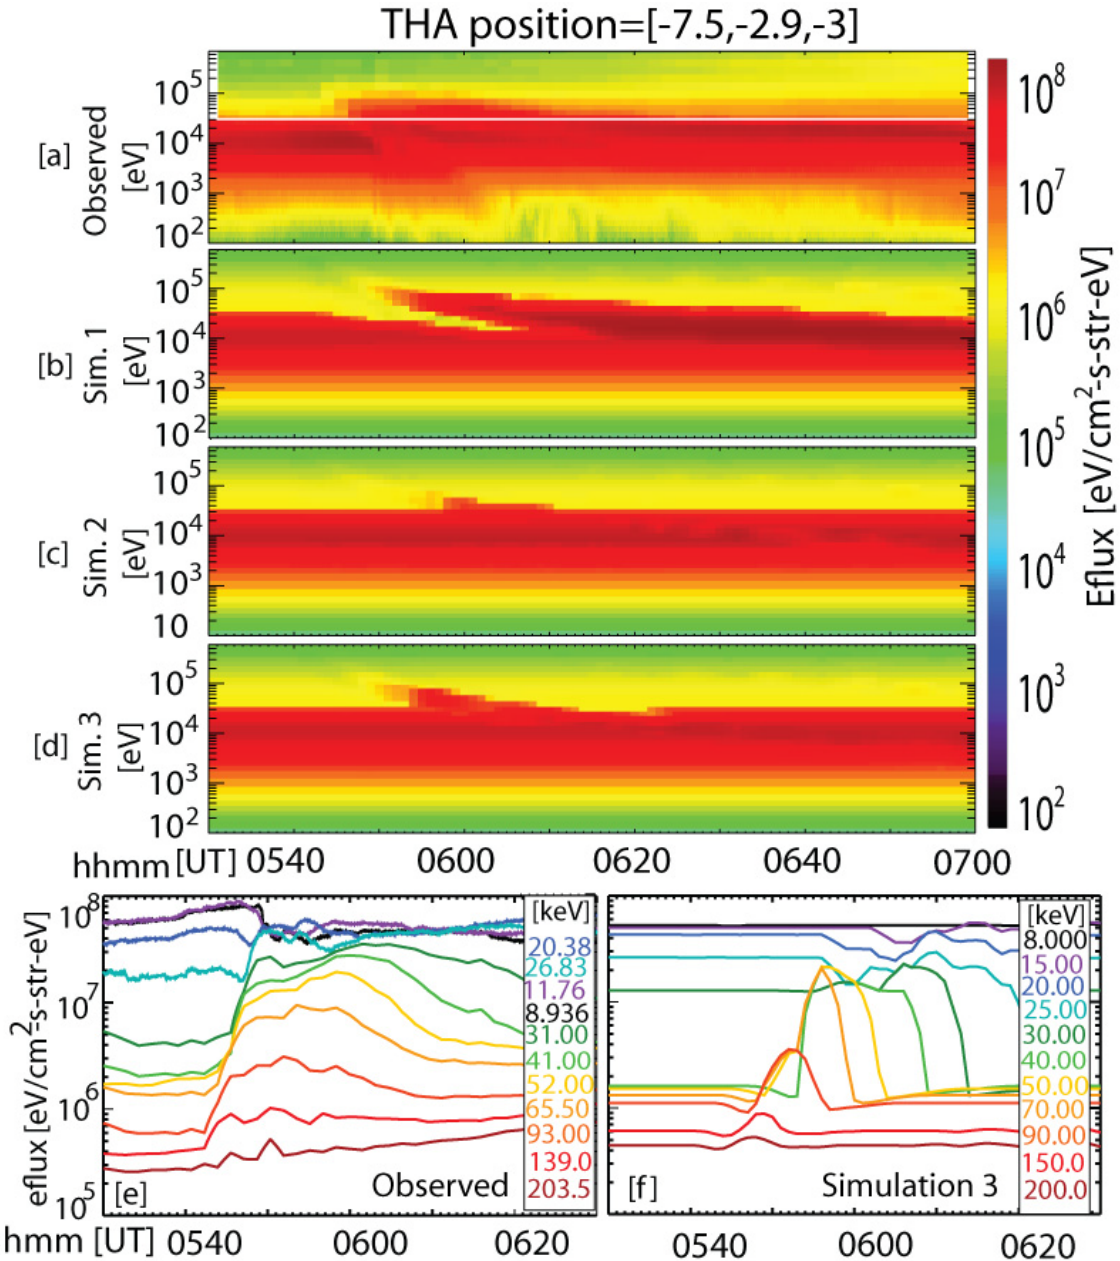 THA position=[-7.5,-2.9,-3]
[a] Observed [eV] 10^5 10^4 10^3 10^2
[b] Sim. 1 [eV] 10^5 10^4 10^3 10^2
[c] Sim. 2 [eV] 10^5 10^4 10^3 10
[d] Sim. 3 [eV] 10^5 10^4 10^3 10^2
hhmm [UT] 0540 0600 0620 0640 0700
10^8
10^7
10^6
10^5
10^4
10^3
10^2
Eflux [eV/cm^2-s-str-eV]
eflux [eV/cm^2-s-str-eV]
10^8
10^7
10^6
10^5
[e] Observed
[keV]
20.38
26.83
11.76
8.936
31.00
41.00
52.00
65.50
93.00
139.0
203.5
[f] Simulation 3
[keV]
8.000
15.00
20.00
25.00
30.00
40.00
50.00
70.00
90.00
150.0
200.0
hmm [UT] 0540 0600 0620 0540 0600 0620